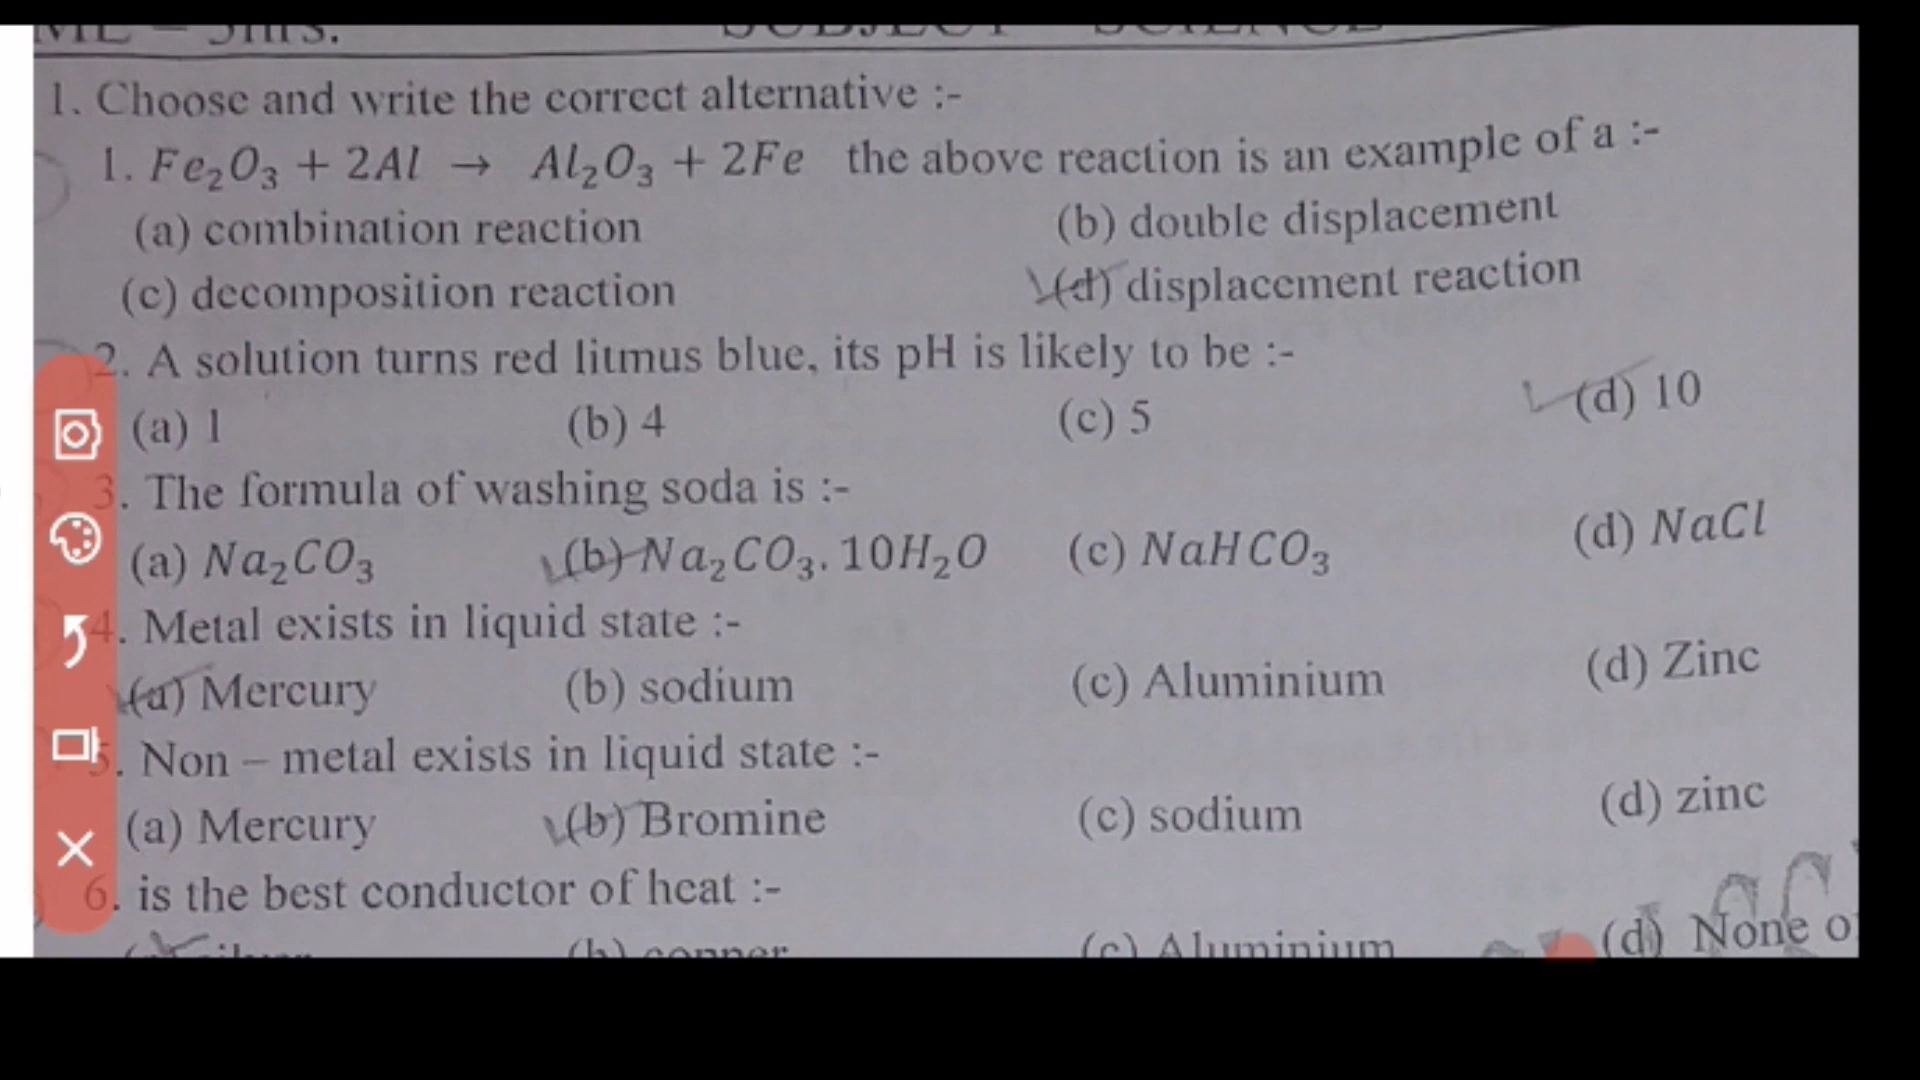 1. Choose and write the correct alternative :-
1. Fe₂O₃ + 2Al → Al₂O₃ + 2Fe the above reaction is an example of a :-
(a) combination reaction (b) double displacement
(c) decomposition reaction (d) displacement reaction
2. A solution turns red litmus blue, its pH is likely to be :-
(a) 1 (b) 4 (c) 5 (d) 10
3. The formula of washing soda is :-
(a) Na₂CO₃ (b) Na₂CO₃. 10H₂O (c) NaHCO₃ (d) NaCl
4. Metal exists in liquid state :-
(a) Mercury (b) sodium (c) Aluminium (d) Zinc
5. Non – metal exists in liquid state :-
(a) Mercury (b) Bromine (c) sodium (d) zinc
6. is the best conductor of heat :-
(b) copper (c) Aluminium (d) None